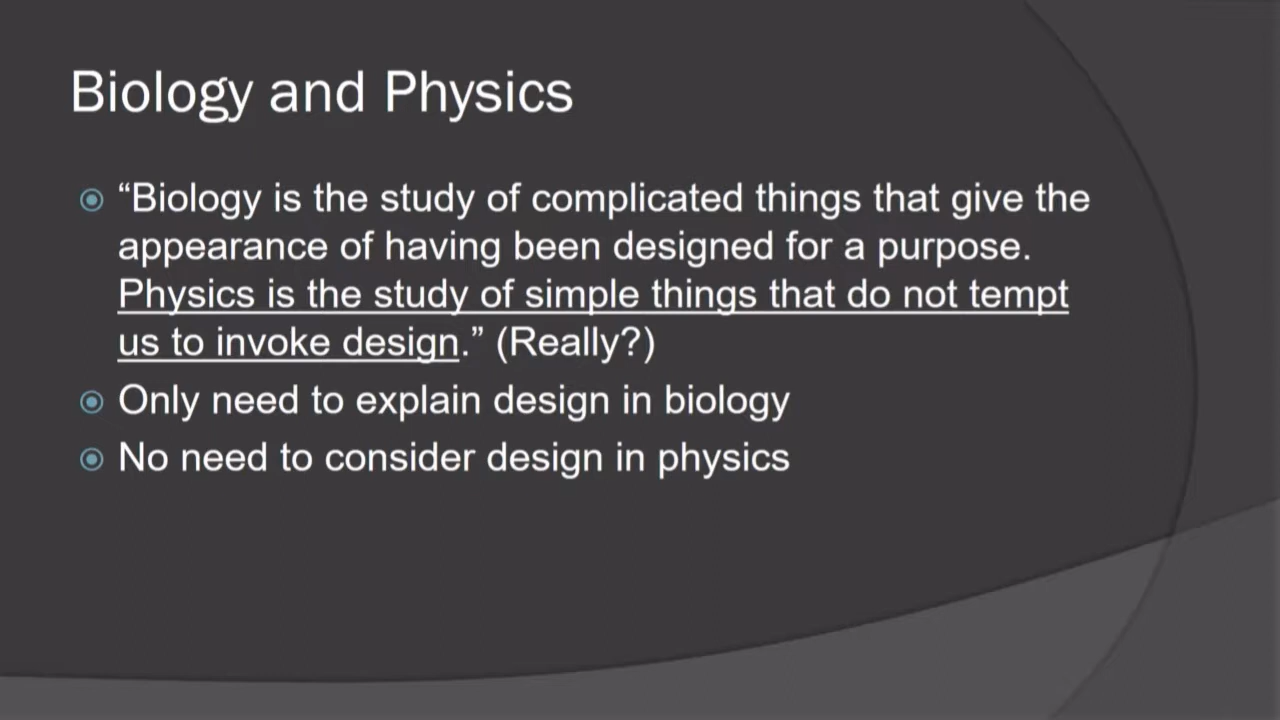 Biology and Physics
“Biology is the study of complicated things that give the
appearance of having been designed for a purpose.
Physics is the study of simple things that do not tempt
us to invoke design.” (Really?)
Only need to explain design in biology
No need to consider design in physics